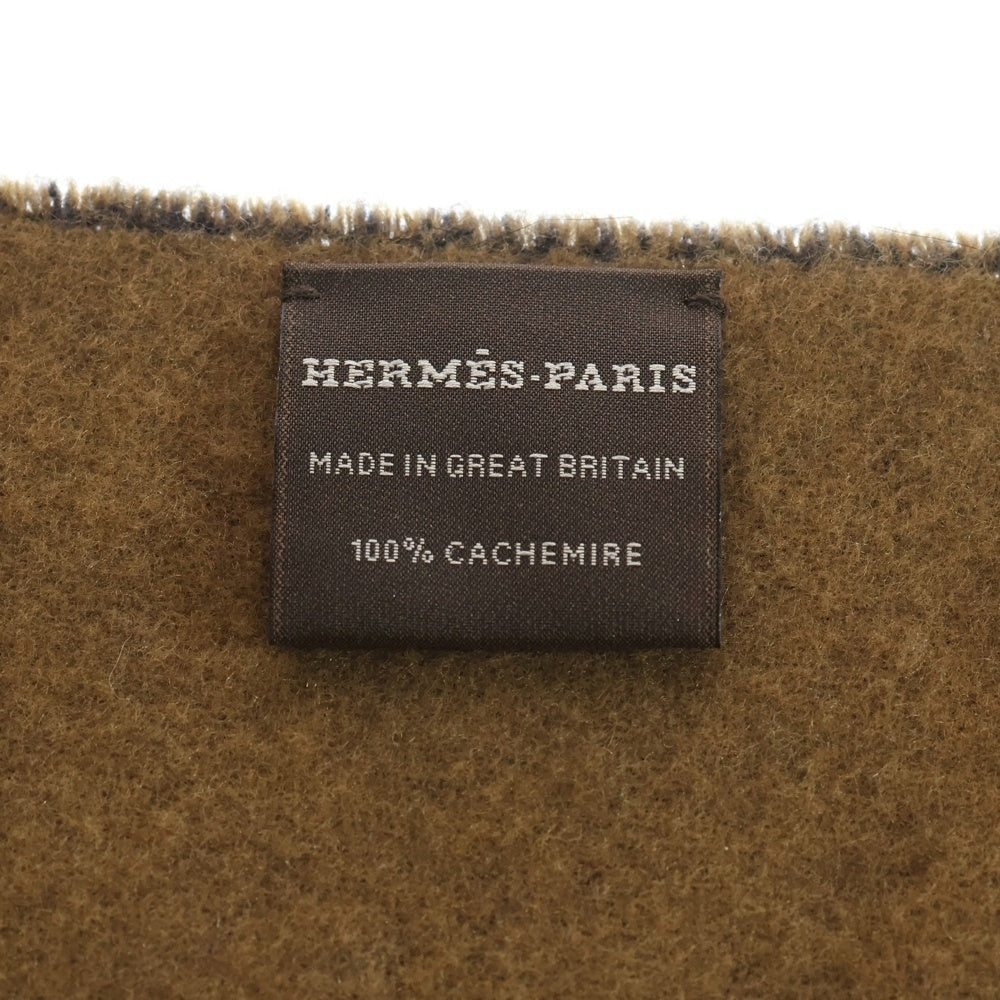 HERMÈS-PARIS
MADE IN GREAT BRITAIN
100% CACHEMIRE